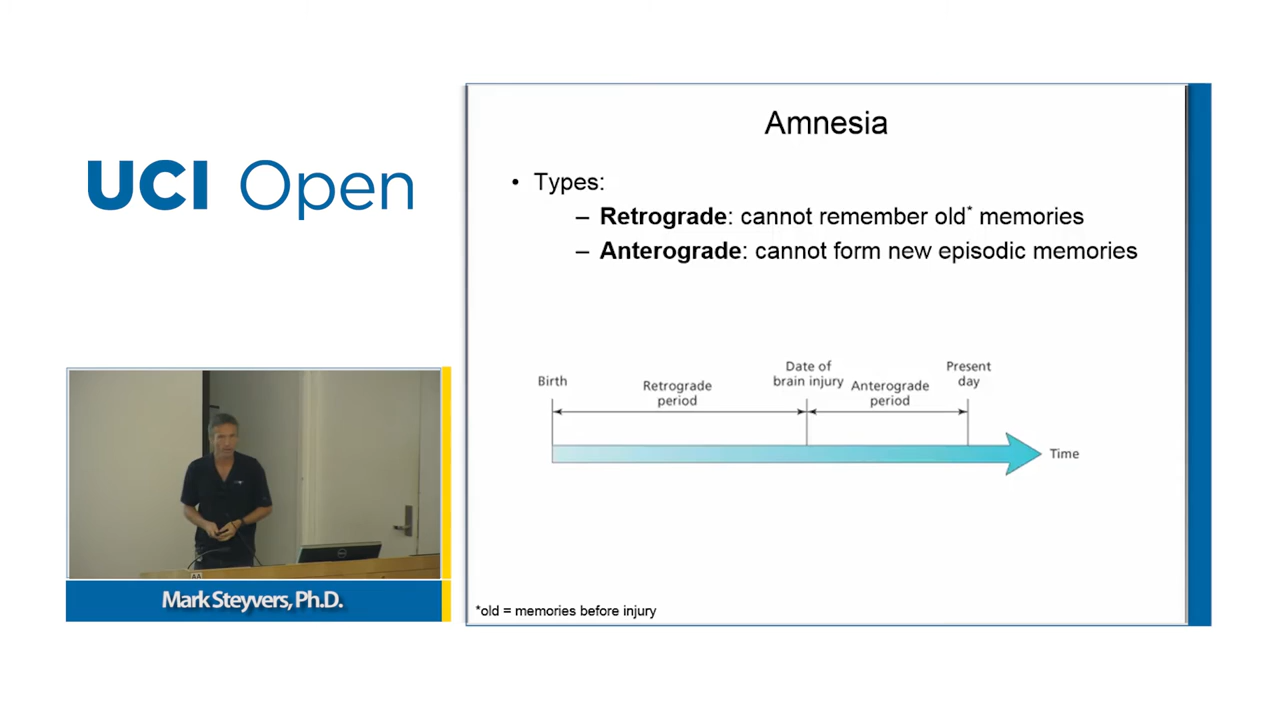 UCI Open
Amnesia
• Types:
– Retrograde: cannot remember old* memories
– Anterograde: cannot form new episodic memories
Birth
Retrograde
period
Date of
brain injury
Anterograde
period
Present
day
Time
*old = memories before injury
DELL
Mark Steyvers, Ph.D.